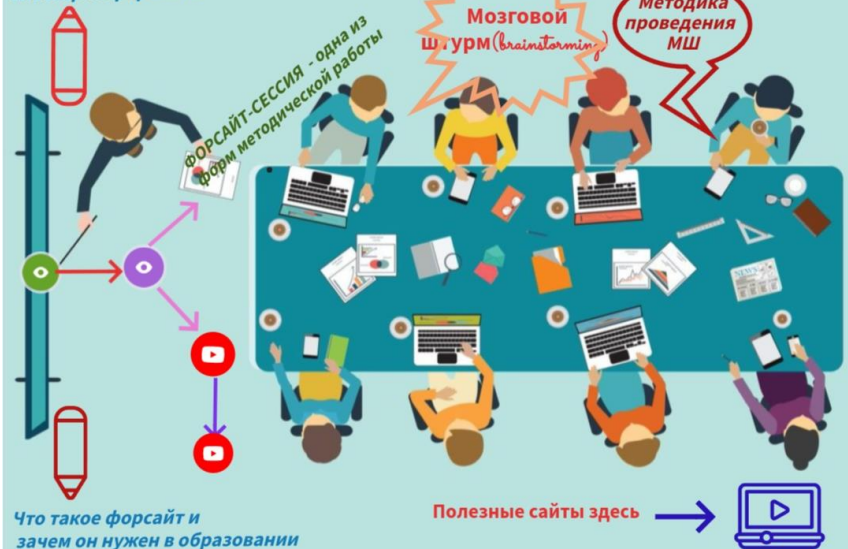 ФОРСАЙТ-СЕССИЯ - одна из
форм методической работы
Мозговой
штурм(brainstorming)
Методика
проведения
МШ
NEWS
Что такое форсайт и
зачем он нужен в образовании
Полезные сайты здесь